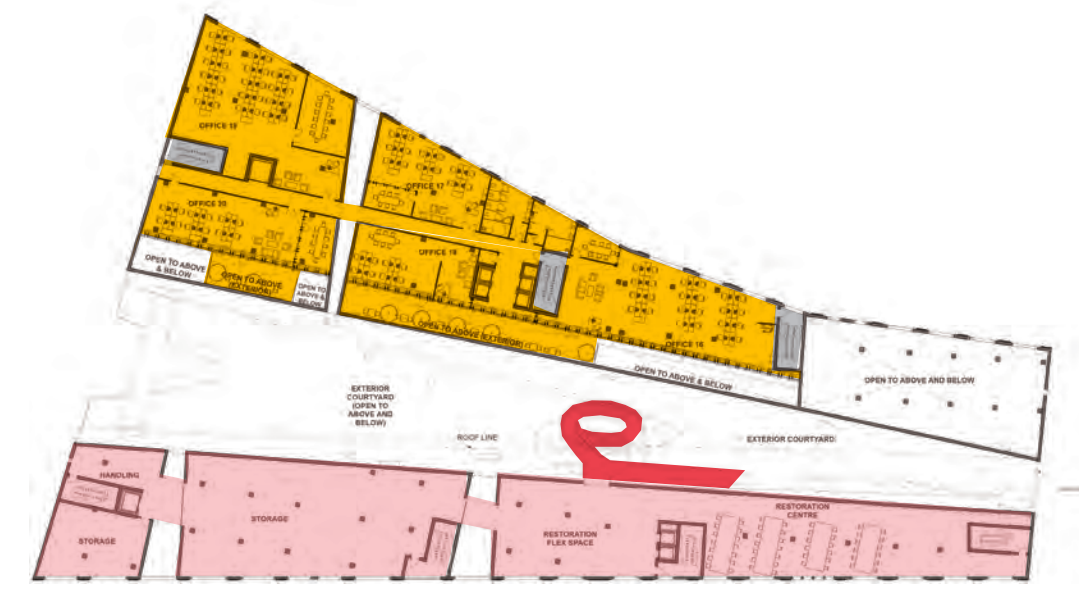 OFFICE 19
OFFICE 17
OFFICE 20
OFFICE 18
OPEN TO ABOVE
& BELOW
OPEN TO ABOVE
(EXTERIOR)
OPEN TO
ABOVE &
BELOW
OPEN TO ABOVE (EXTERIOR)
OFFICE 16
OPEN TO ABOVE & BELOW
OPEN TO ABOVE AND BELOW
EXTERIOR
COURTYARD
(OPEN TO
ABOVE AND
BELOW)
ROOF LINE
EXTERIOR COURTYARD
HANDLING
STORAGE
STORAGE
RESTORATION
FLEX SPACE
RESTORATION
CENTRE